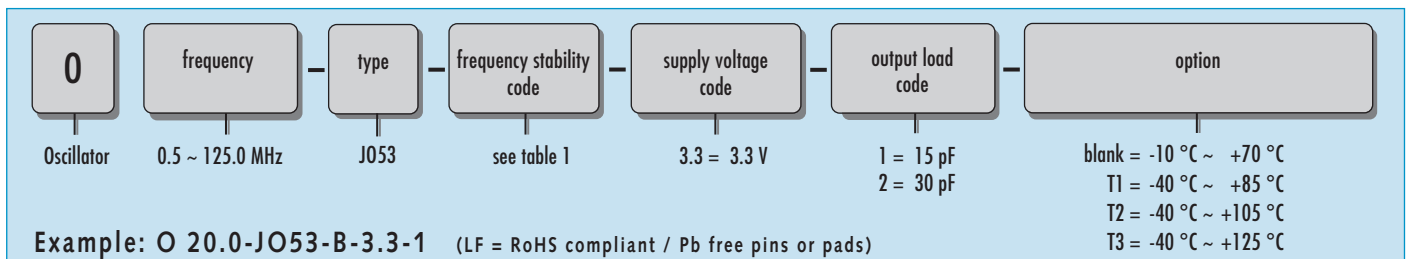 O
frequency
–
type
–
frequency stability
code
–
supply voltage
code
–
output load
code
–
option
Oscillator
0.5 ~ 125.0 MHz
JO53
see table 1
3.3 = 3.3 V
1 = 15 pF
2 = 30 pF
blank = -10 °C ~ +70 °C
T1 = -40 °C ~ +85 °C
T2 = -40 °C ~ +105 °C
T3 = -40 °C ~ +125 °C
Example: O 20.0-JO53-B-3.3-1 (LF = RoHS compliant / Pb free pins or pads)